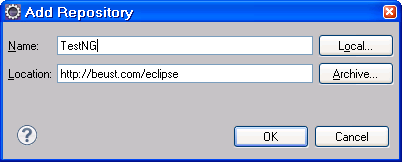 Add Repository
Name: TestNG Local...
Location: http://beust.com/eclipse Archive...
? OK Cancel